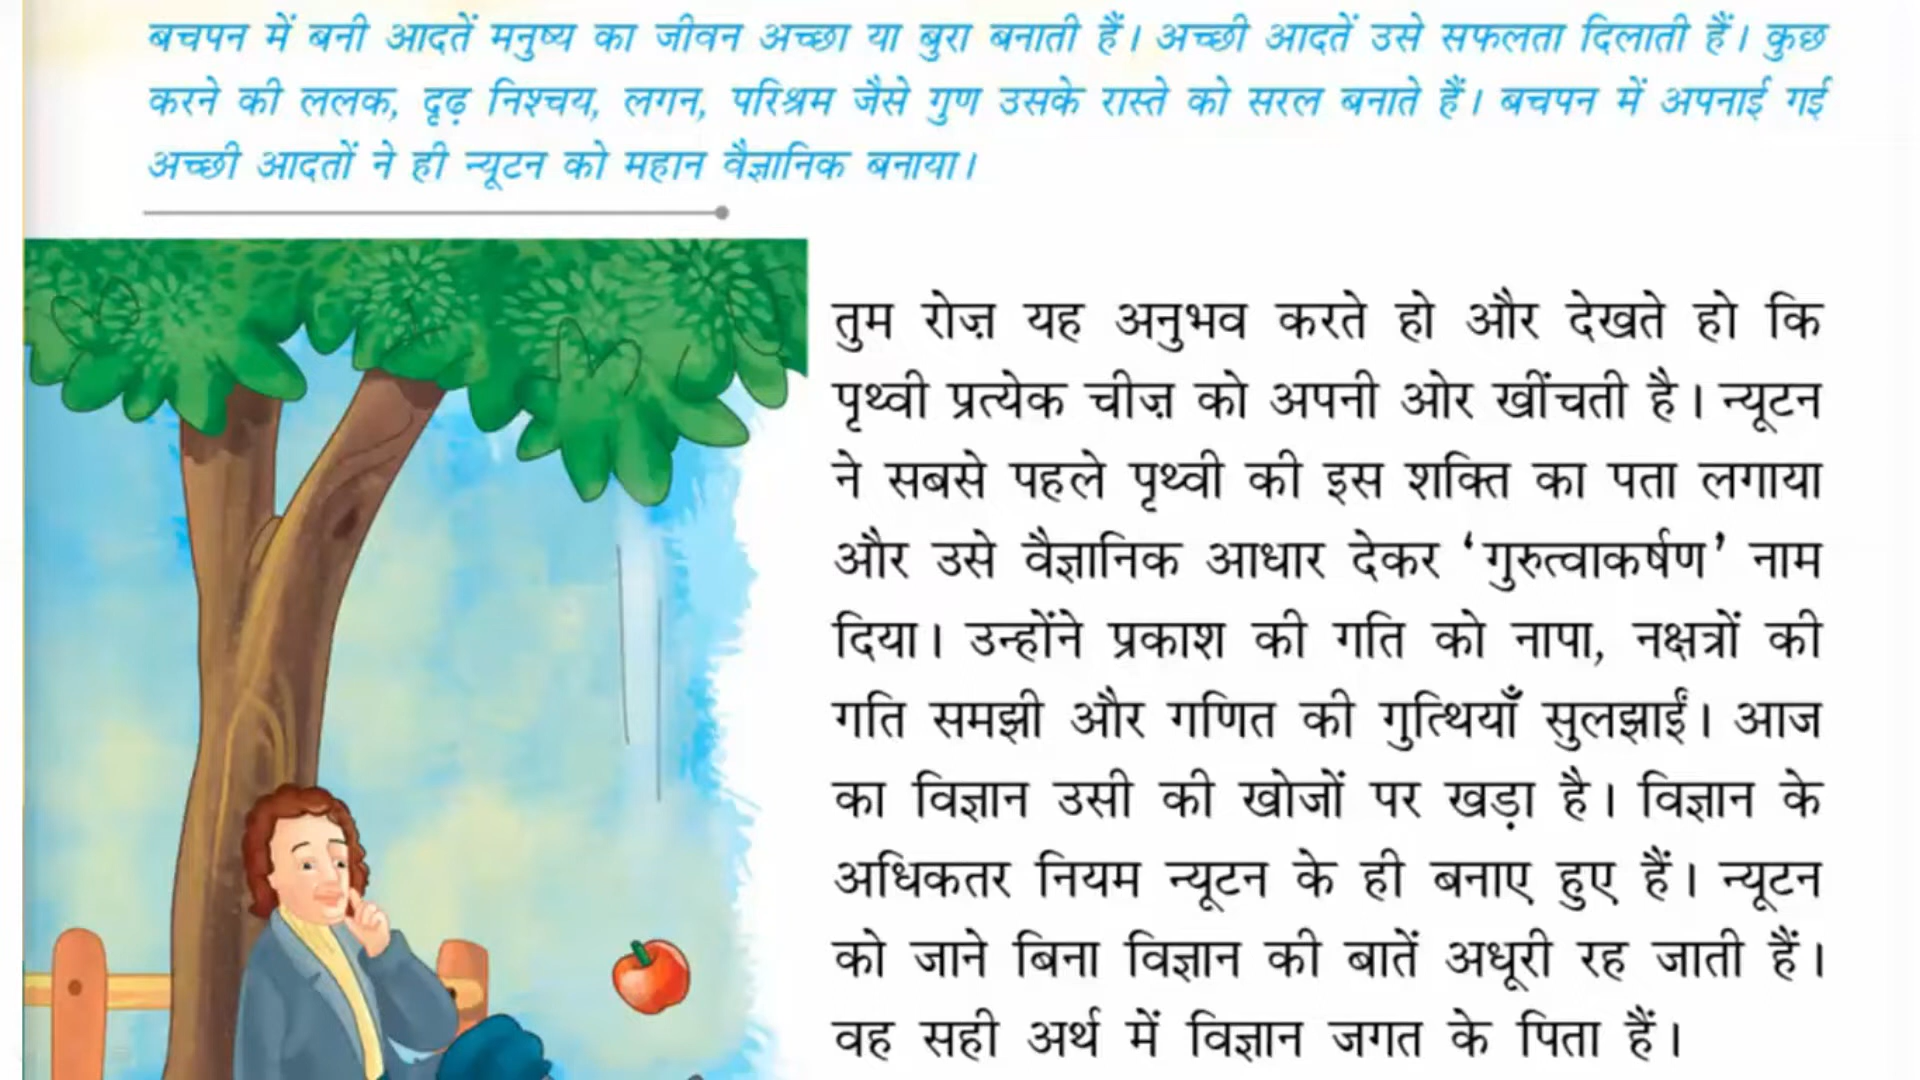 बचपन में बनी आदतें मनुष्य का जीवन अच्छा या बुरा बनाती हैं। अच्छी आदतें उसे सफलता दिलाती हैं। कुछ
करने की ललक, दृढ़ निश्चय, लगन, परिश्रम जैसे गुण उसके रास्ते को सरल बनाते हैं। बचपन में अपनाई गई
अच्छी आदतों ने ही न्यूटन को महान वैज्ञानिक बनाया।
तुम रोज़ यह अनुभव करते हो और देखते हो कि
पृथ्वी प्रत्येक चीज़ को अपनी ओर खींचती है। न्यूटन
ने सबसे पहले पृथ्वी की इस शक्ति का पता लगाया
और उसे वैज्ञानिक आधार देकर ‘गुरुत्वाकर्षण’ नाम
दिया। उन्होंने प्रकाश की गति को नापा, नक्षत्रों की
गति समझी और गणित की गुत्थियाँ सुलझाईं। आज
का विज्ञान उसी की खोजों पर खड़ा है। विज्ञान के
अधिकतर नियम न्यूटन के ही बनाए हुए हैं। न्यूटन
को जाने बिना विज्ञान की बातें अधूरी रह जाती हैं।
वह सही अर्थ में विज्ञान जगत के पिता हैं।